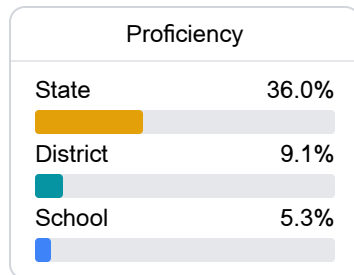 Proficiency
State 36.0%
District 9.1%
School 5.3%